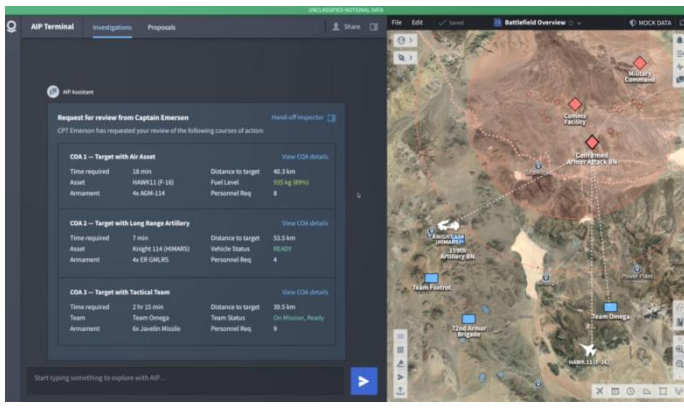 UNCLASSIFIED NOTIONAL DATA
AIP Terminal
Investigations
Proposals
Share
File
Edit
Saved
Battlefield Overview
MOCK DATA
AIP Assistant
Request for review from Captain Emerson
Hand-off Inspector
CPT Emerson has requested your review of the following courses of action:
COA 1 — Target with Air Asset
View COA details
Time required 18 min Distance to target 40.3 km
Asset HAWK11 (F-16) Fuel Level 935 kg (89%)
Armament 4x AGM-114 Personnel Req 8
COA 2 — Target with Long Range Artillery
View COA details
Time required 7 min Distance to target 53.5 km
Asset Knight 114 (HIMARS) Vehicle Status READY
Armament 4x ER GMLRS Personnel Req 4
COA 3 — Target with Tactical Team
View COA details
Time required 2 hr 15 min Distance to target 39.5 km
Team Team Omega Team Status On Mission, Ready
Armament 6x Javelin Missile Personnel Req 9
Start typing something to explore with AIP...
Military
Command
Comms
Facility
Confirmed
Armor Attack BN
KNIGHT 114
(HIMARS)
Artillery BN
Team Foxtrot
Power Plant
72nd Armor
Brigade
Team Omega
HAWK 11 (F-16)
3D